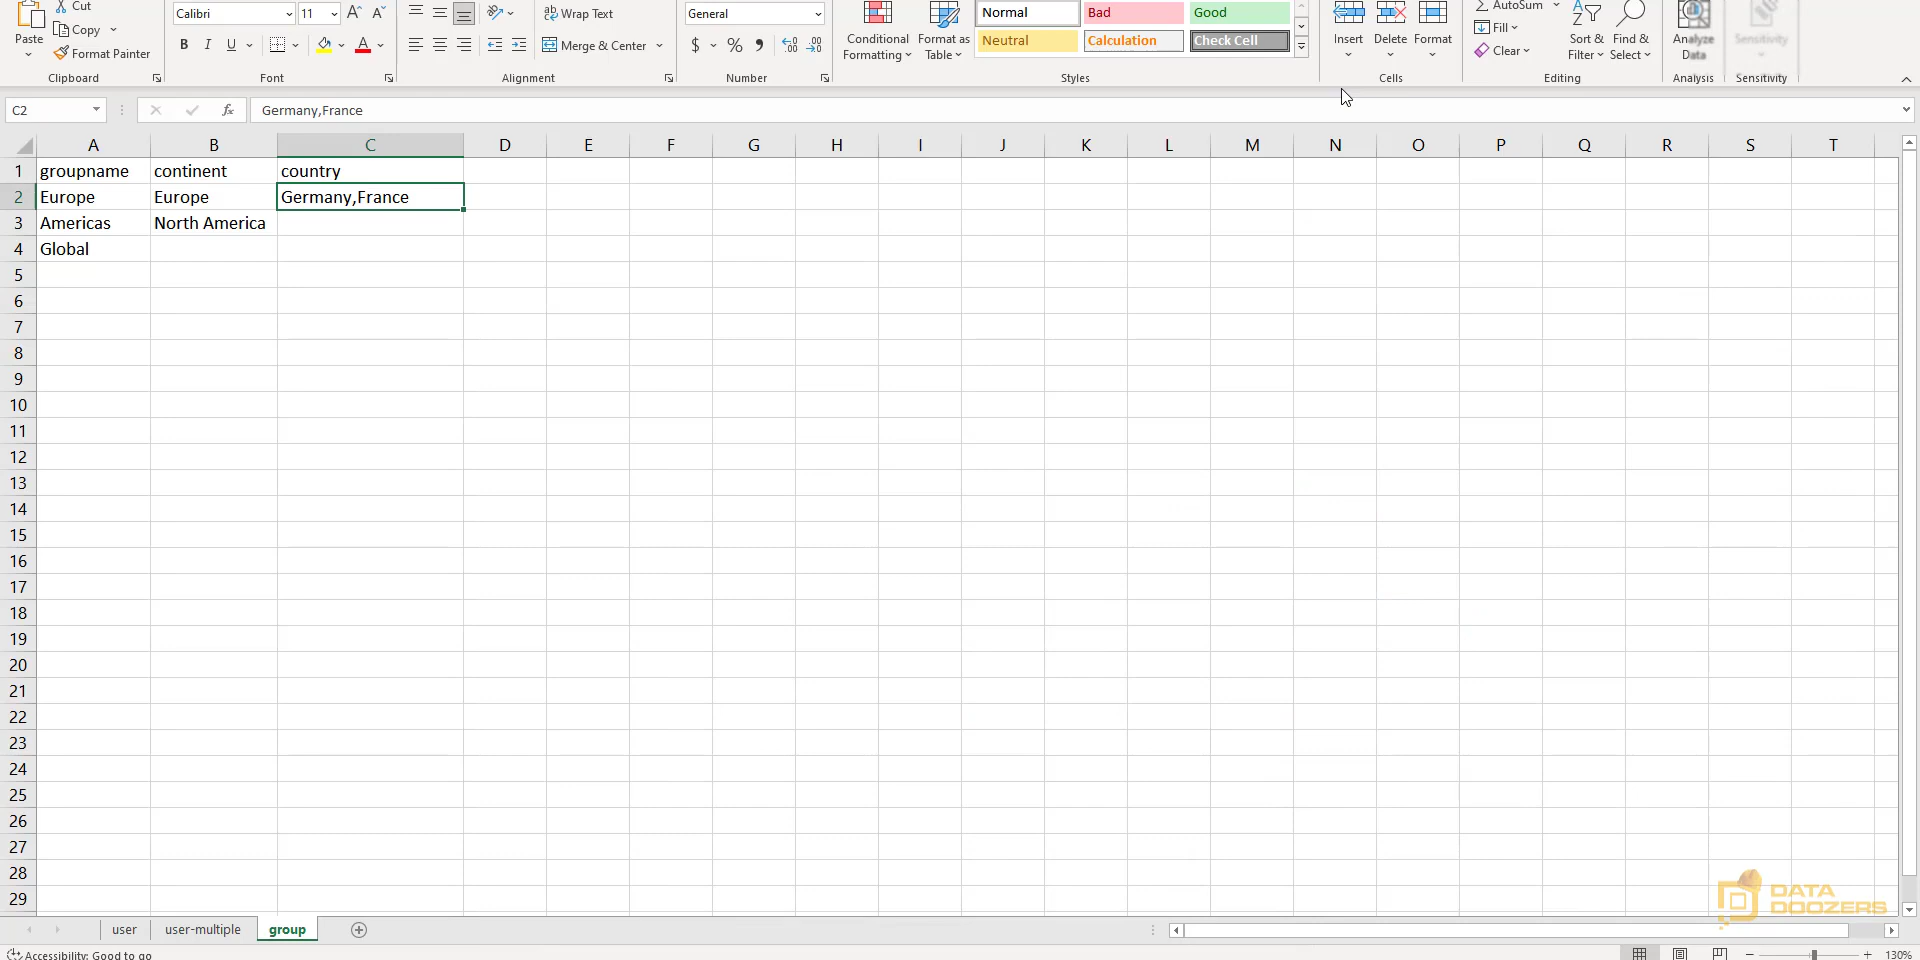 Cut
Calibri
11
Wrap Text
General
Normal
Bad
Good
AutoSum
Paste
Copy
Format Painter
B
I
U
Merge & Center
$
%
Conditional
Formatting
Format as
Table
Neutral
Calculation
Check Cell
Insert
Delete
Format
Fill
Clear
Sort &
Filter
Find &
Select
Analyze
Data
Sensitivity
Clipboard
Font
Alignment
Number
Styles
Cells
Editing
Analysis
Sensitivity
C2
fx
Germany,France
A B C D E F G H I J K L M N O P Q R S T
1 groupname continent country
2 Europe Europe Germany,France
3 Americas North America
4 Global
5
6
7
8
9
10
11
12
13
14
15
16
17
18
19
20
21
22
23
24
25
26
27
28
29
DATA
DOOZERS
user user-multiple group
Accessibility: Good to go
130%